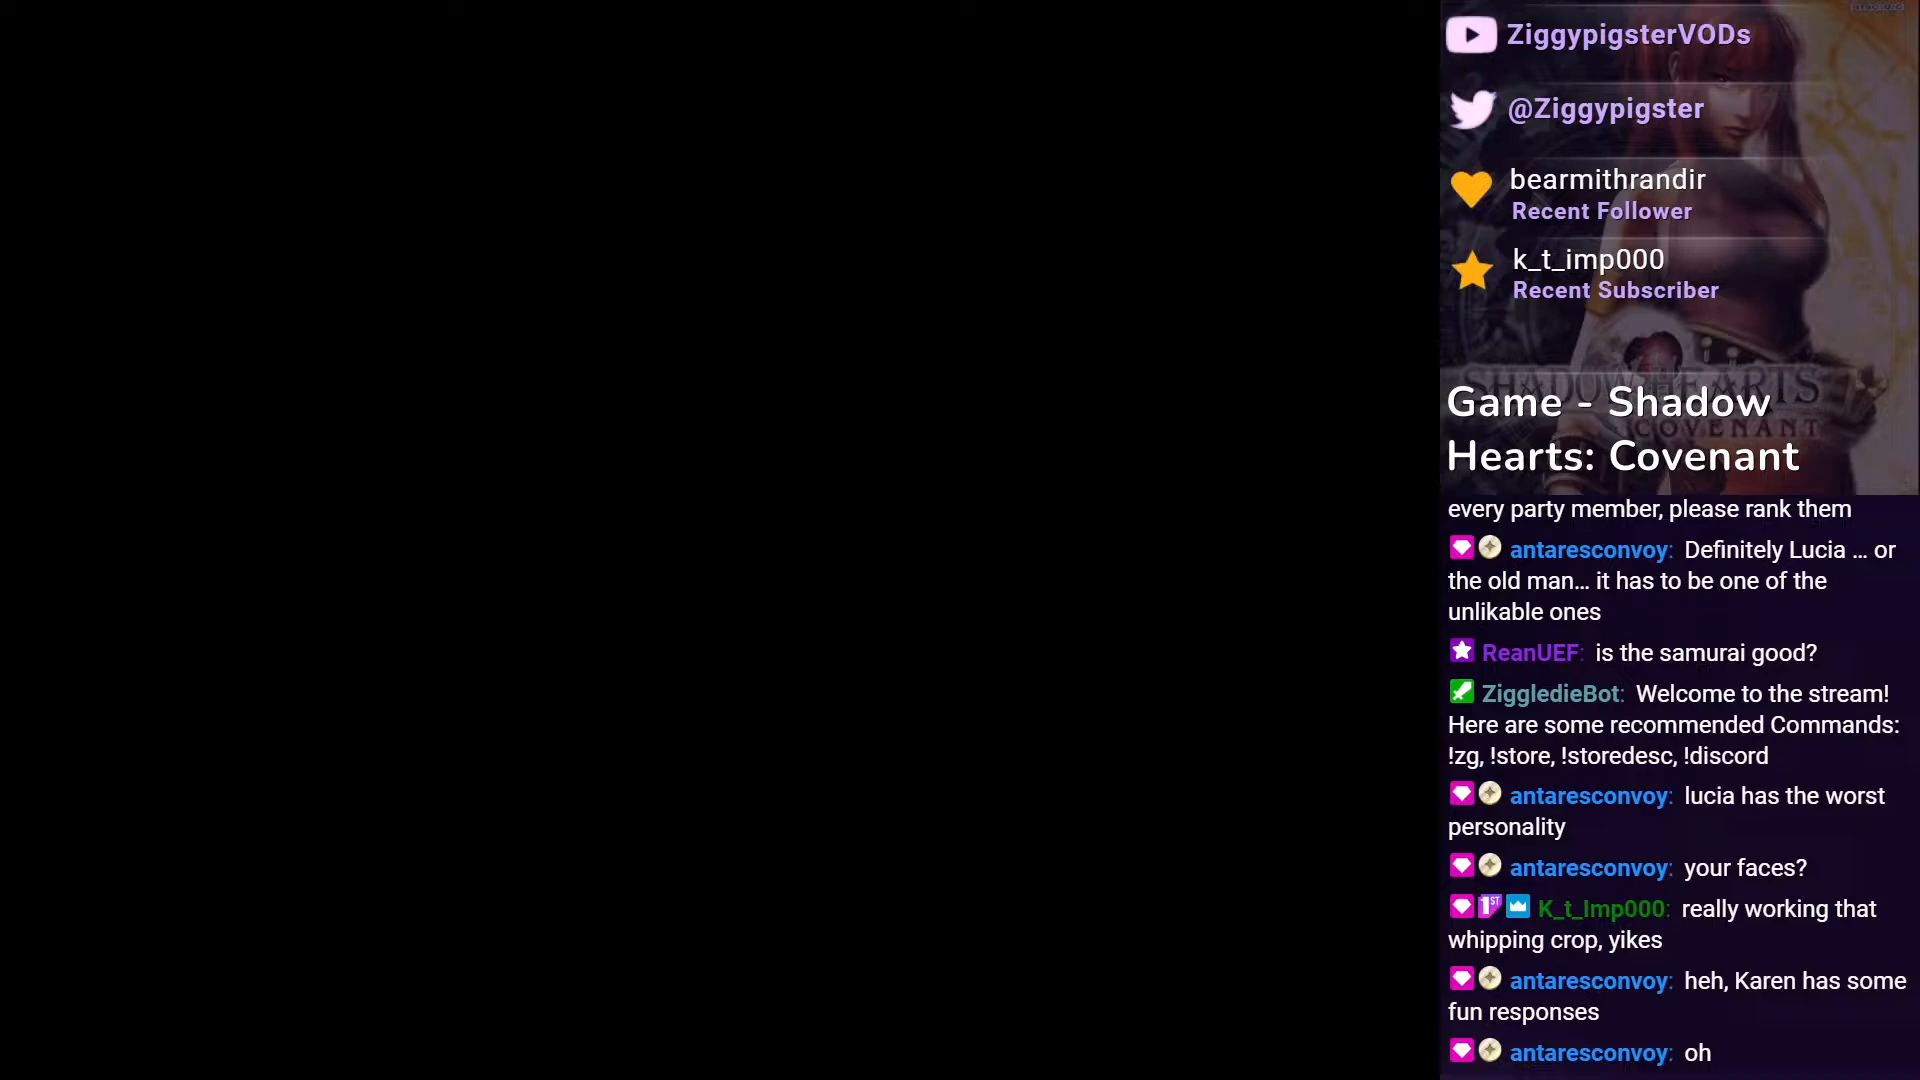 ZiggypigsterVODs
@Ziggypigster
bearmithrandir
Recent Follower
k_t_imp000
Recent Subscriber
SHADOW HEARTS
COVENANT
Game - Shadow
Hearts: Covenant
every party member, please rank them
antaresconvoy: Definitely Lucia ... or
the old man... it has to be one of the
unlikable ones
ReanUEF: is the samurai good?
ZiggledieBot: Welcome to the stream!
Here are some recommended Commands:
!zg, !store, !storedesc, !discord
antaresconvoy: lucia has the worst
personality
antaresconvoy: your faces?
1ST K_t_Imp000: really working that
whipping crop, yikes
antaresconvoy: heh, Karen has some
fun responses
antaresconvoy: oh